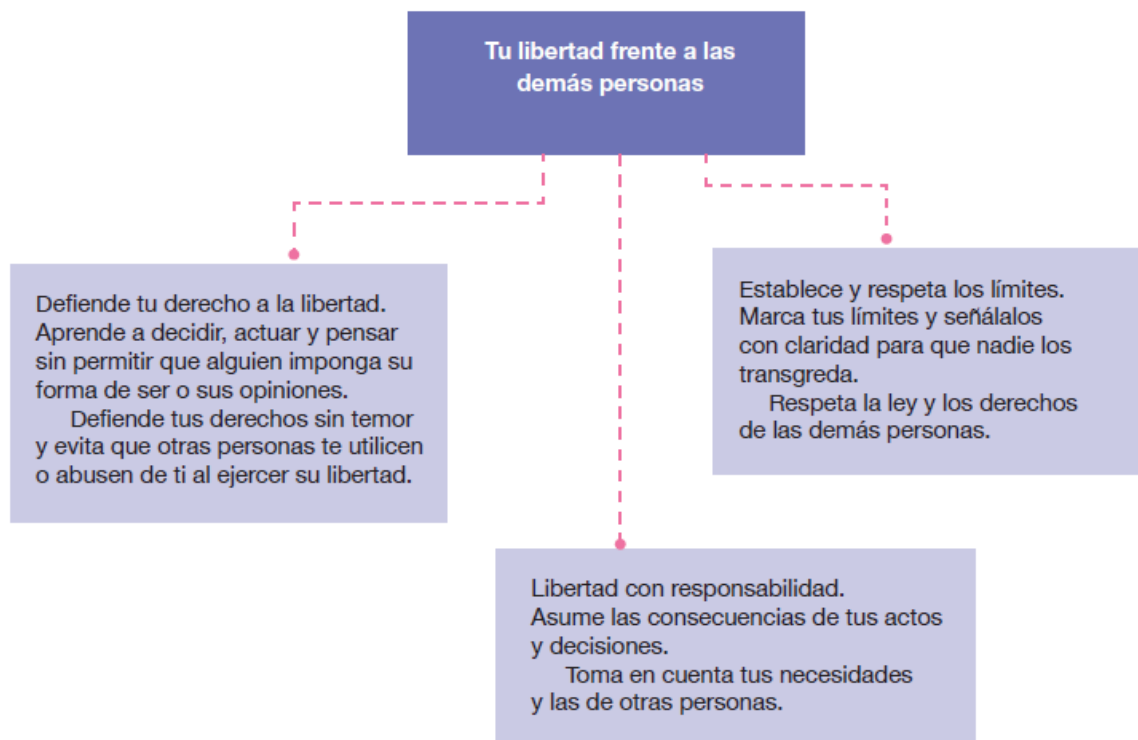 Tu libertad frente a las
demás personas
Defiende tu derecho a la libertad.
Aprende a decidir, actuar y pensar
sin permitir que alguien imponga su
forma de ser o sus opiniones.
Defiende tus derechos sin temor
y evita que otras personas te utilicen
o abusen de ti al ejercer su libertad.
Establece y respeta los límites.
Marca tus límites y señálalos
con claridad para que nadie los
transgreda.
Respeta la ley y los derechos
de las demás personas.
Libertad con responsabilidad.
Asume las consecuencias de tus actos
y decisiones.
Toma en cuenta tus necesidades
y las de otras personas.